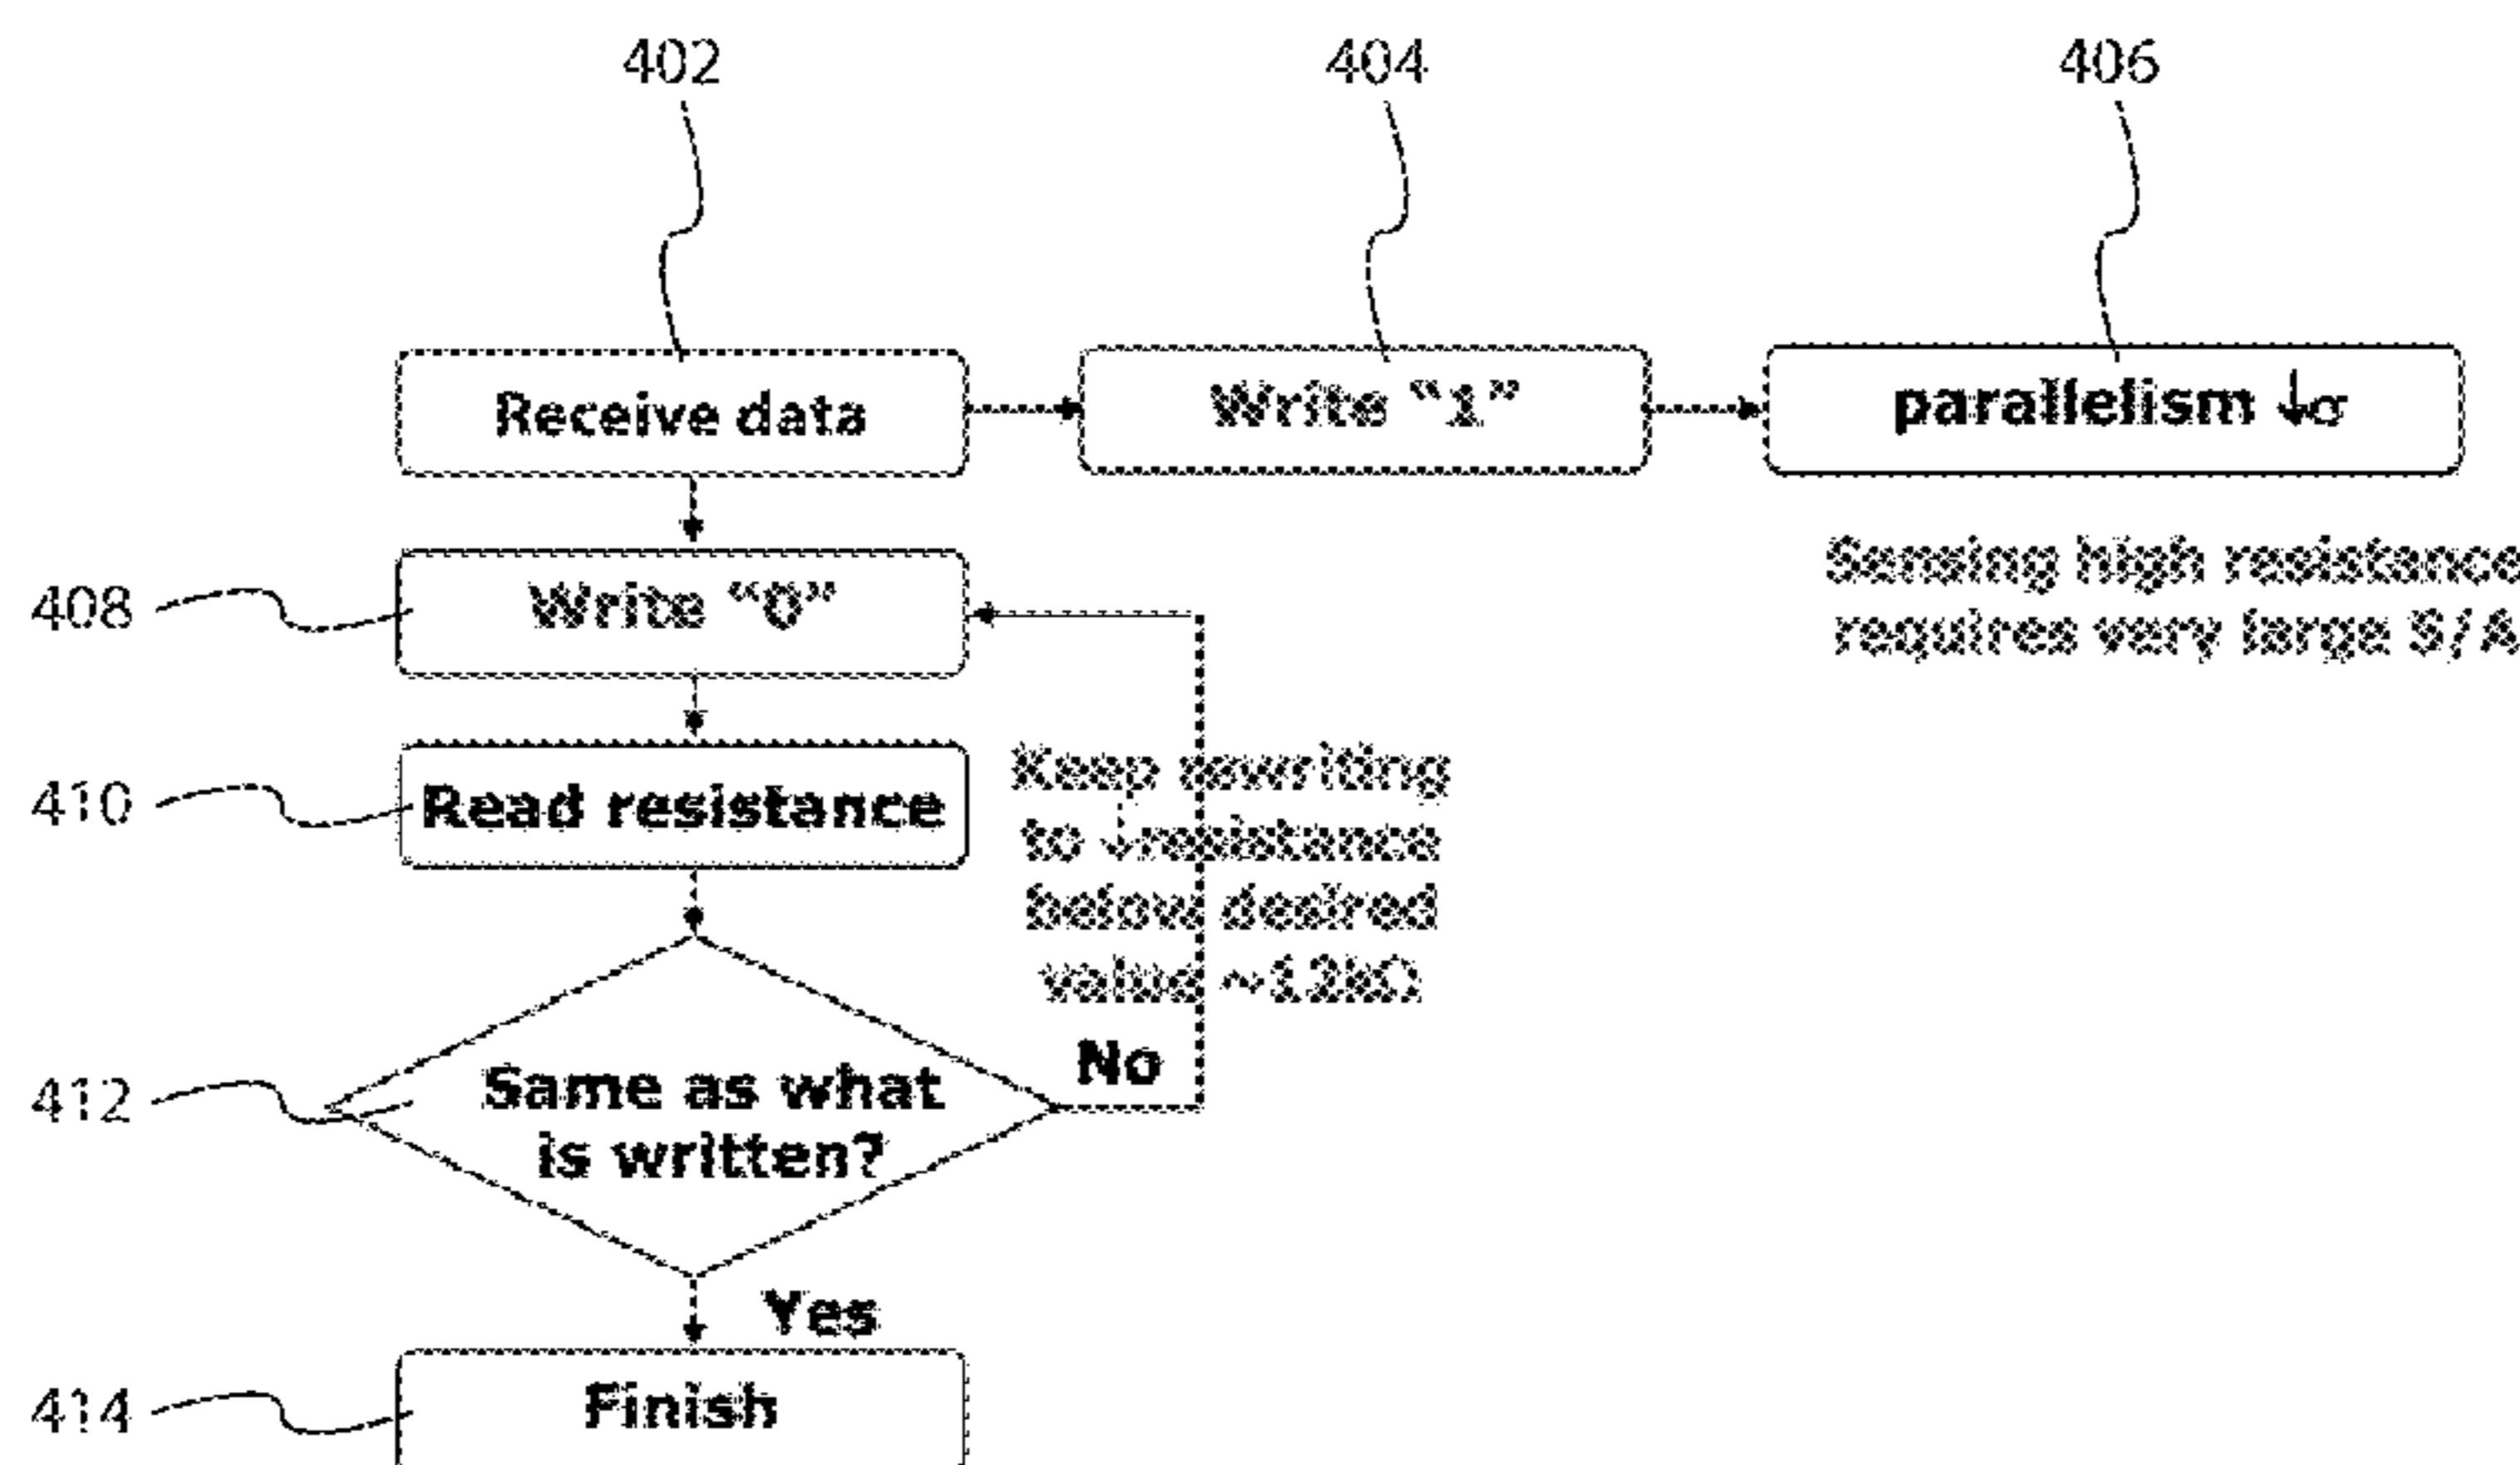 402
404
406
Receive data
Write “1”
parallelism ↓σ
Sensing high resistance
requires very large S/A
408
Write “0”
410
Read resistance
Keep rewriting
to ↓resistance
below desired
value ~12kΩ
412
Same as what
is written?
No
Yes
414
Finish